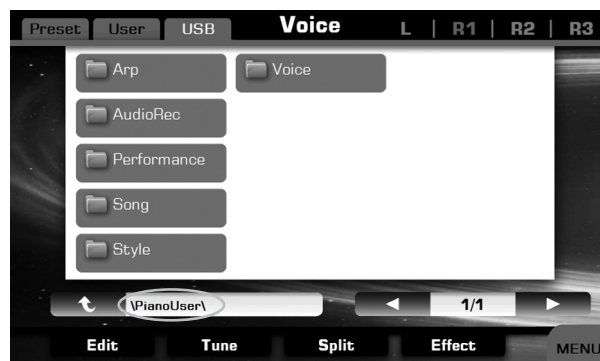 Preset User USB Voice L | R1 | R2 | R3
Arp Voice
AudioRec
Performance
Song
Style
\PianoUser\ 1/1
Edit Tune Split Effect MENU